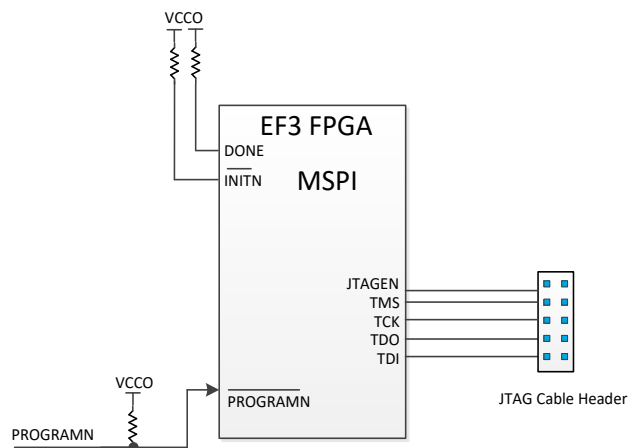 VCCO
EF3 FPGA
DONE
INITN
MSPI
JTAGEN
TMS
TCK
TDO
TDI
JTAG Cable Header
VCCO
PROGRAMN
PROGRAMN